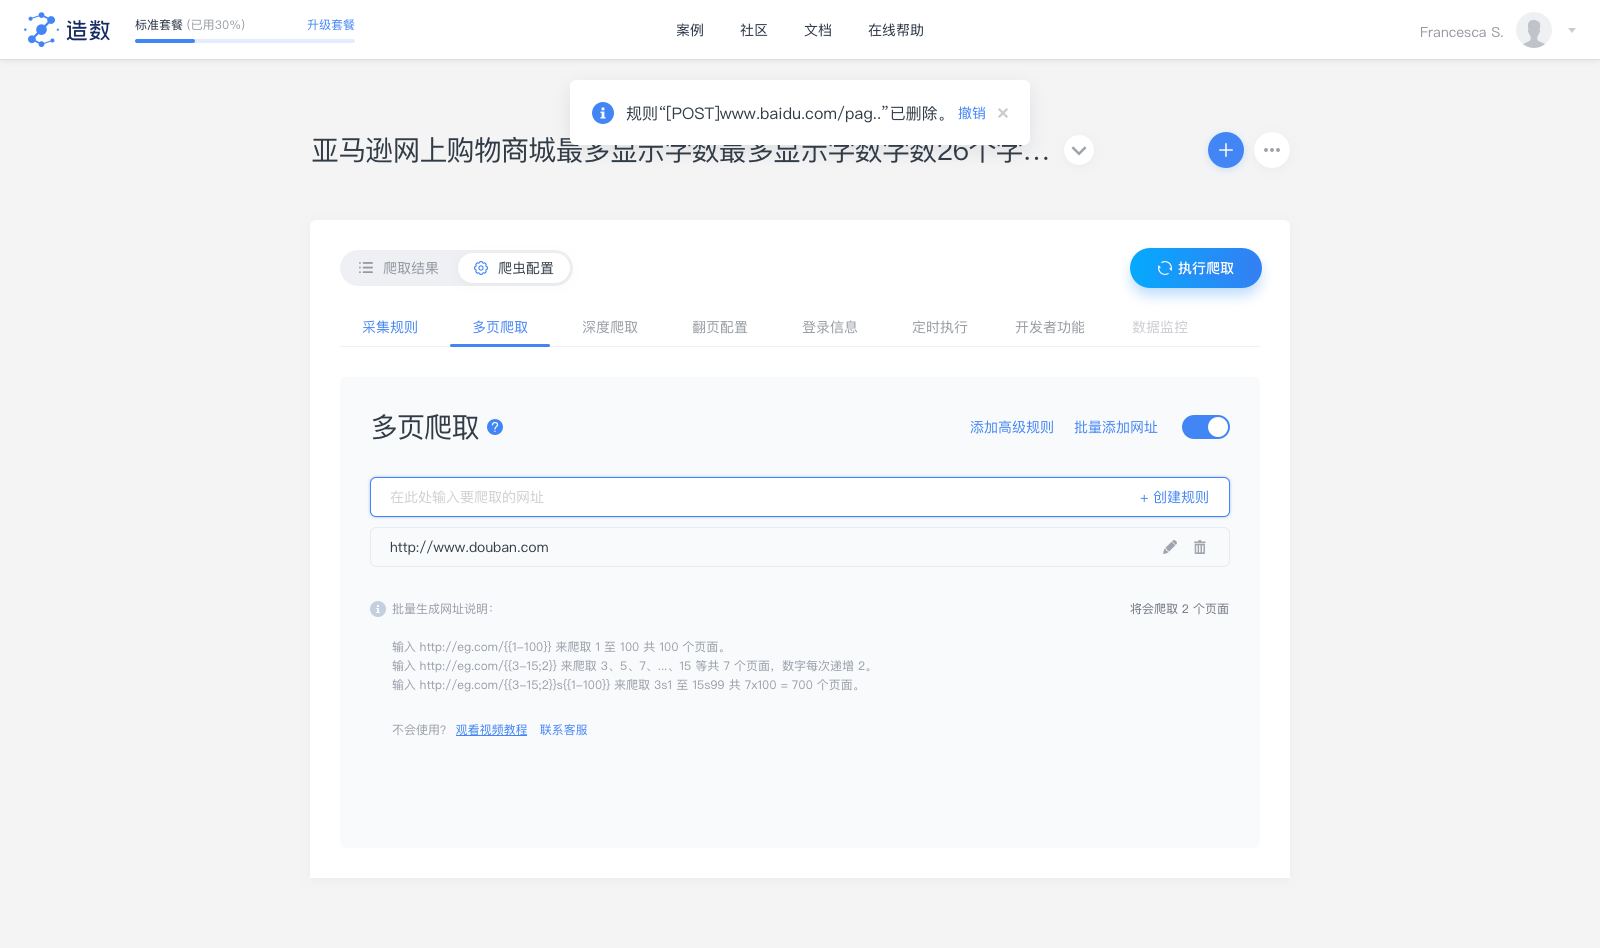 造数
标准套餐 (已用30%) 升级套餐
案例 社区 文档 在线帮助
Francesca S.
规则“[POST]www.baidu.com/pag..”已删除。 撤销
亚马逊网上购物商城最多显示字数最多显示字数字数26个字...
爬取结果 爬虫配置
执行爬取
采集规则 多页爬取 深度爬取 翻页配置 登录信息 定时执行 开发者功能 数据监控
多页爬取 ?
添加高级规则 批量添加网址
在此处输入要爬取的网址 + 创建规则
http://www.douban.com
批量生成网址说明: 将会爬取 2 个页面
输入 http://eg.com/{{1-100}} 来爬取 1 至 100 共 100 个页面。
输入 http://eg.com/{{3-15;2}} 来爬取 3、5、7、...、15 等共 7 个页面，数字每次递增 2。
输入 http://eg.com/{{3-15;2}}s{{1-100}} 来爬取 3s1 至 15s99 共 7x100 = 700 个页面。
不会使用? 观看视频教程 联系客服